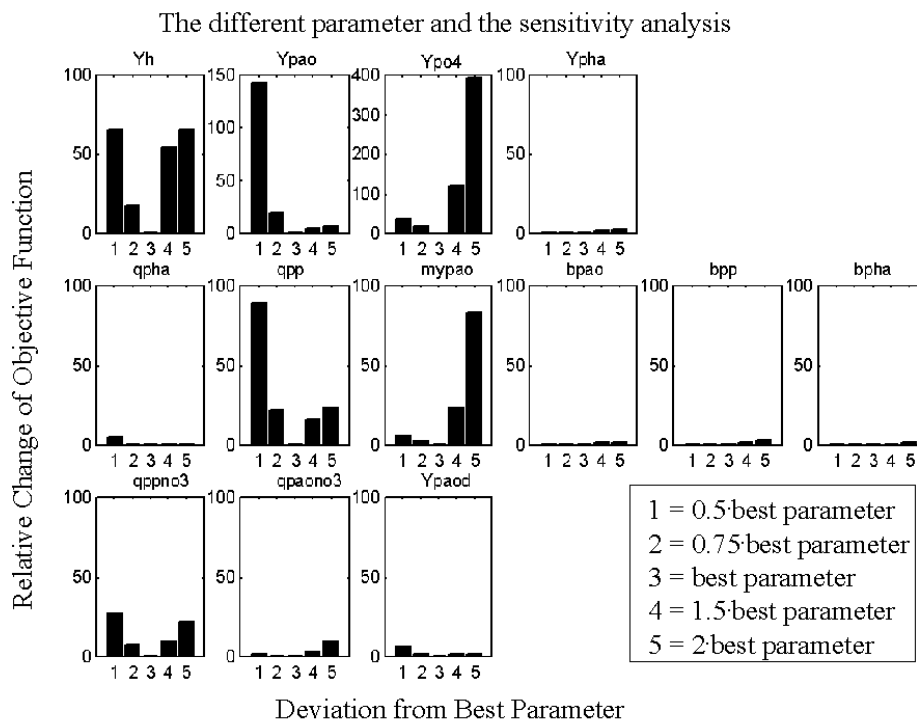 The different parameter and the sensitivity analysis
Relative Change of Objective Function
Yh
100
50
0
1 2 3 4 5
Ypao
150
100
50
0
1 2 3 4 5
Ypo4
400
300
200
100
0
1 2 3 4 5
Ypha
100
50
0
1 2 3 4 5
qpha
100
50
0
1 2 3 4 5
qpp
100
50
0
1 2 3 4 5
mypao
100
50
0
1 2 3 4 5
bpao
100
50
0
1 2 3 4 5
bpp
100
50
0
1 2 3 4 5
bpha
100
50
0
1 2 3 4 5
qppno3
100
50
0
1 2 3 4 5
qpaono3
100
50
0
1 2 3 4 5
Ypaod
100
50
0
1 2 3 4 5
1 = 0.5·best parameter
2 = 0.75·best parameter
3 = best parameter
4 = 1.5·best parameter
5 = 2·best parameter
Deviation from Best Parameter